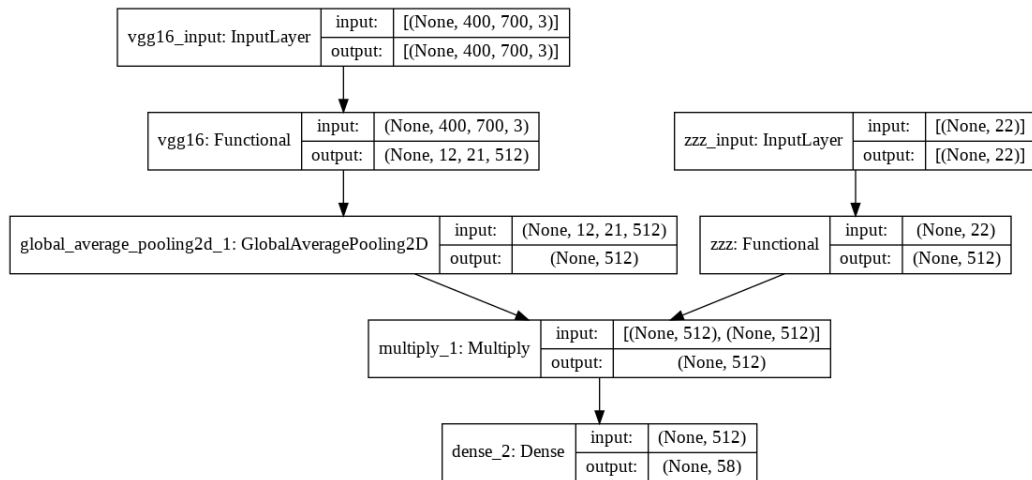 vgg16_input: InputLayer
input:
[(None, 400, 700, 3)]
output:
[(None, 400, 700, 3)]
vgg16: Functional
input:
(None, 400, 700, 3)
output:
(None, 12, 21, 512)
zzz_input: InputLayer
input:
[(None, 22)]
output:
[(None, 22)]
global_average_pooling2d_1: GlobalAveragePooling2D
input:
(None, 12, 21, 512)
output:
(None, 512)
zzz: Functional
input:
(None, 22)
output:
(None, 512)
multiply_1: Multiply
input:
[(None, 512), (None, 512)]
output:
(None, 512)
dense_2: Dense
input:
(None, 512)
output:
(None, 58)